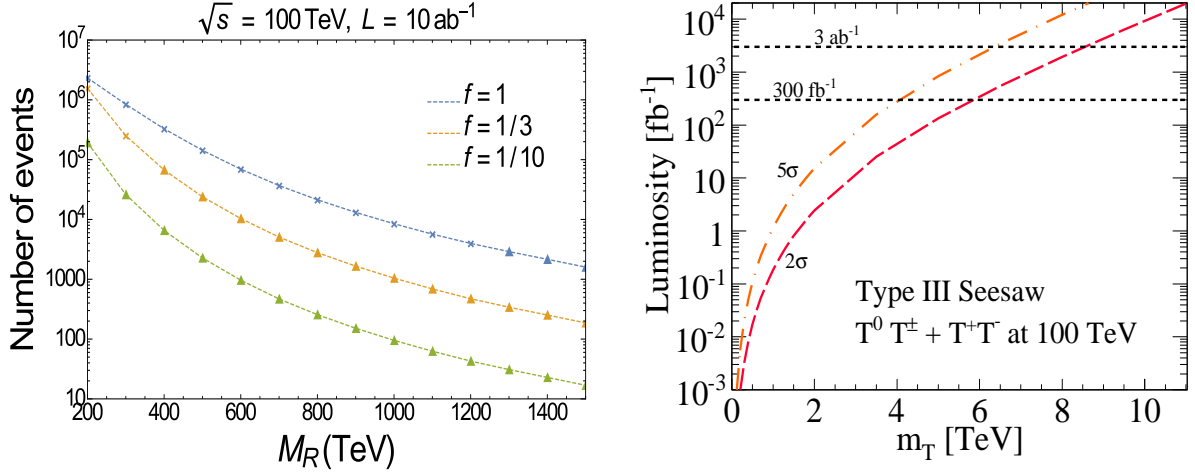 √s = 100 TeV, L = 10 ab⁻¹
Number of events
10⁷
10⁶
10⁵
10⁴
1000
100
10
f = 1
f = 1/3
f = 1/10
200 400 600 800 1000 1200 1400
M_R (TeV)
Luminosity [fb⁻¹]
10⁴
10³
10²
10
1
10⁻¹
10⁻²
10⁻³
3 ab⁻¹
300 fb⁻¹
5σ
2σ
Type III Seesaw
T⁰ T^± + T⁺T⁻ at 100 TeV
0 2 4 6 8 10
m_T [TeV]